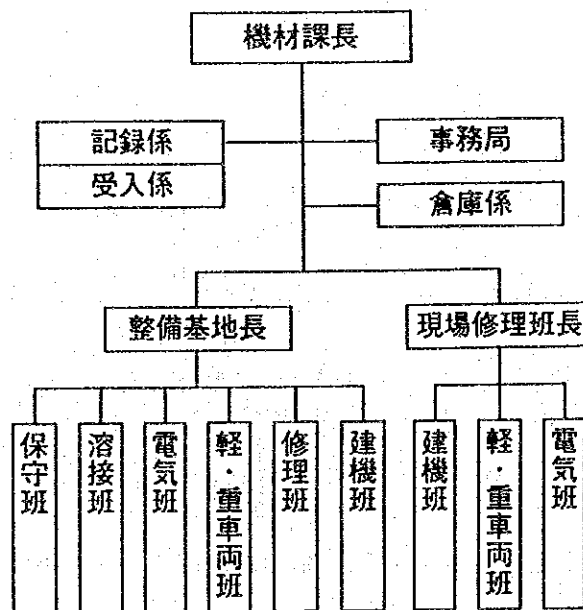 機材課長
記録係
受入係
事務局
倉庫係
整備基地長
現場修理班長
保守班
溶接班
電気班
軽・重車両班
修理班
建機班
建機班
軽・重車両班
電気班